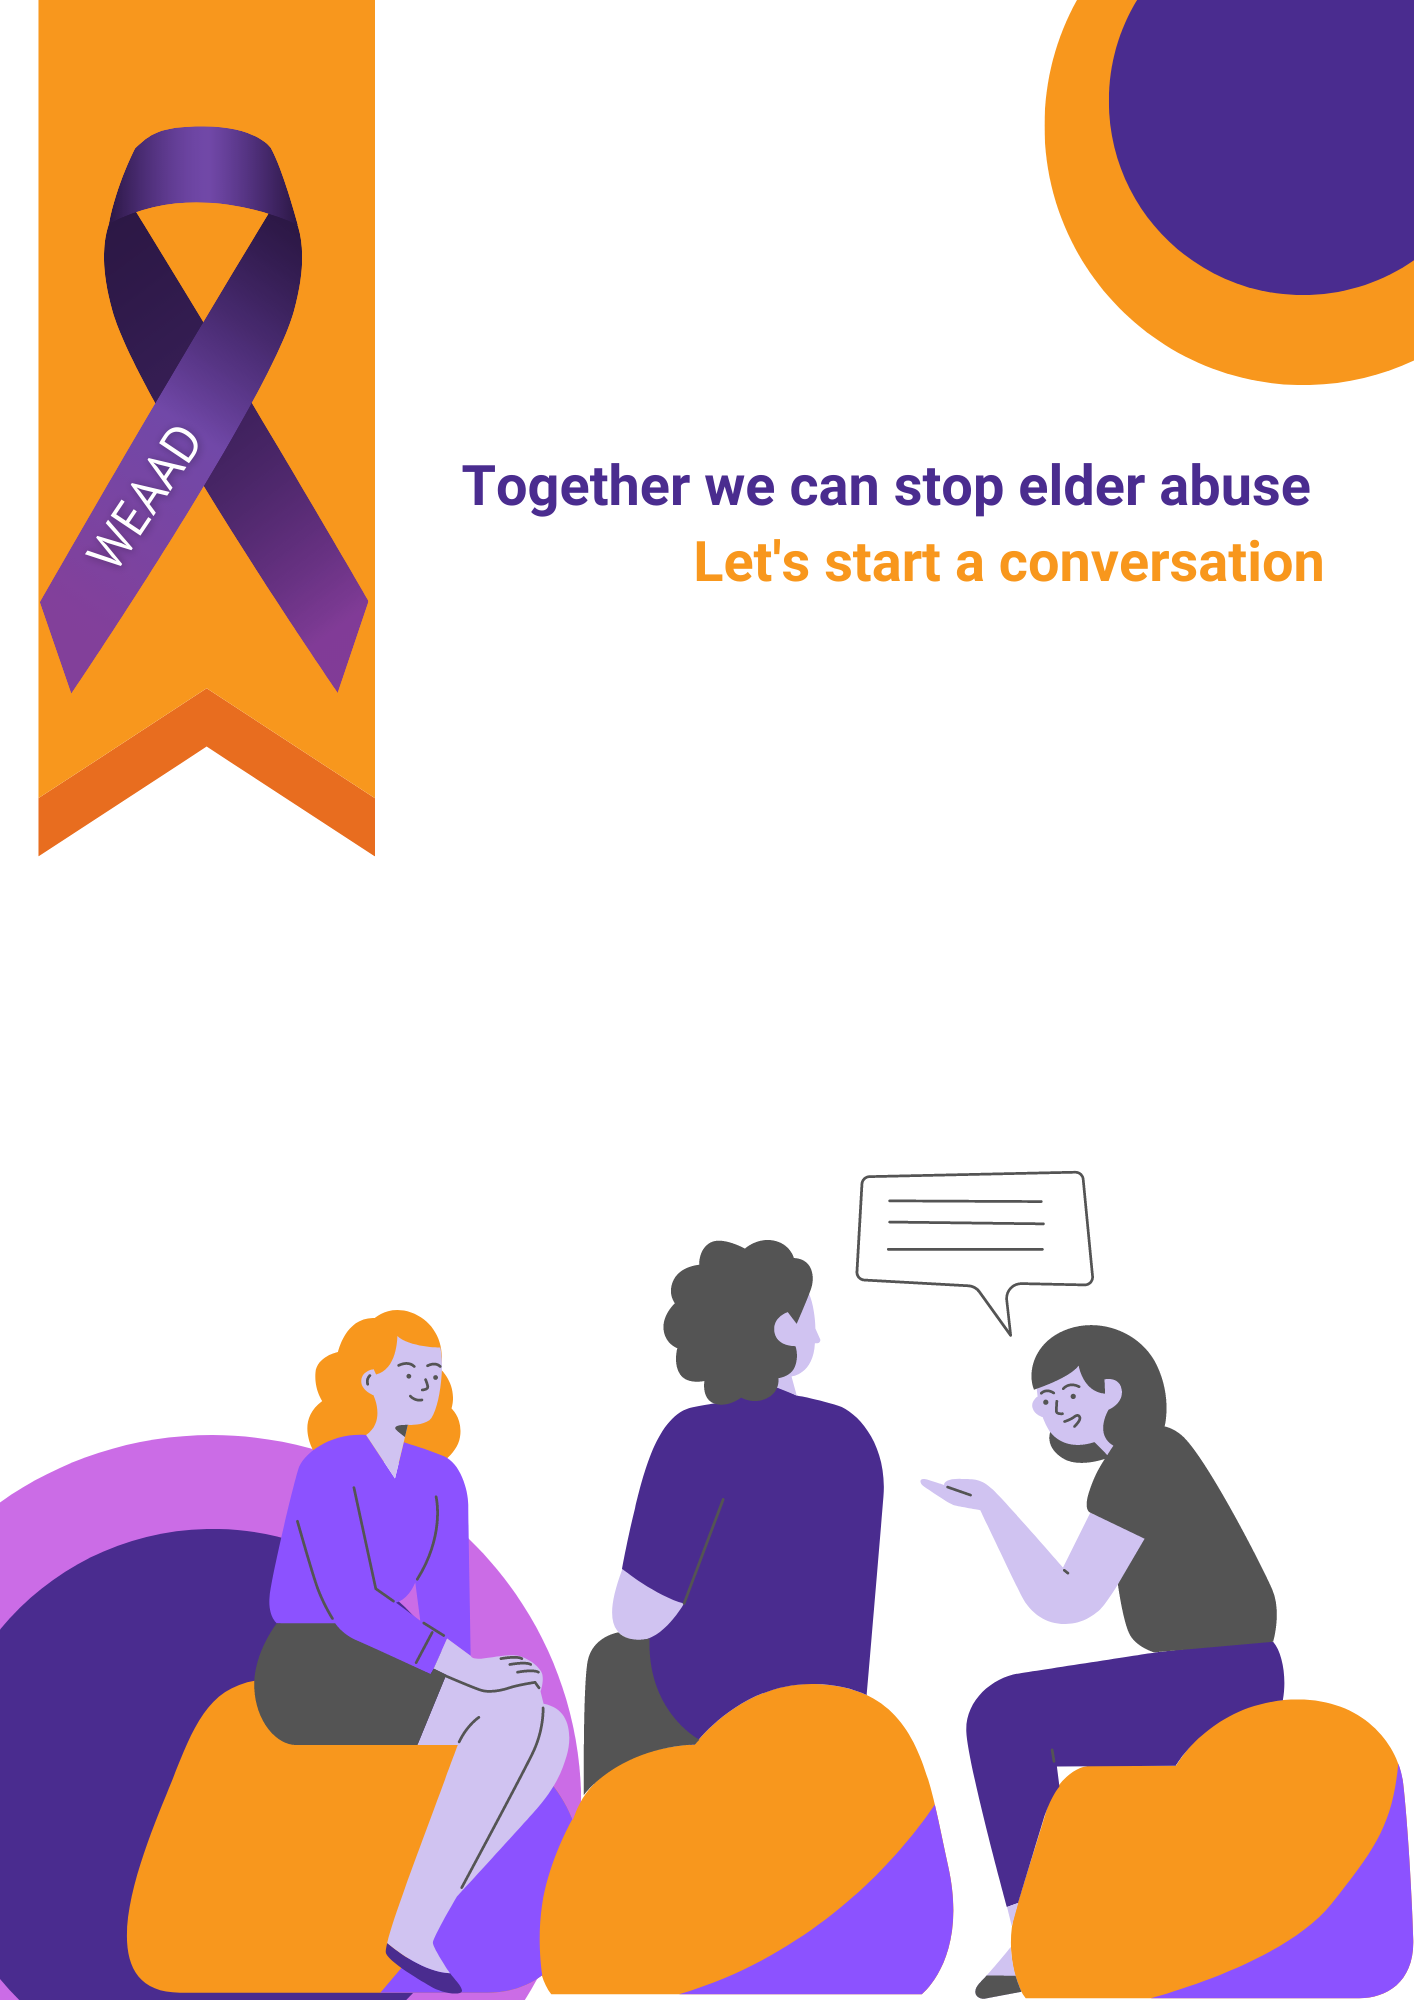 WEAAD
Together we can stop elder abuse
Let's start a conversation